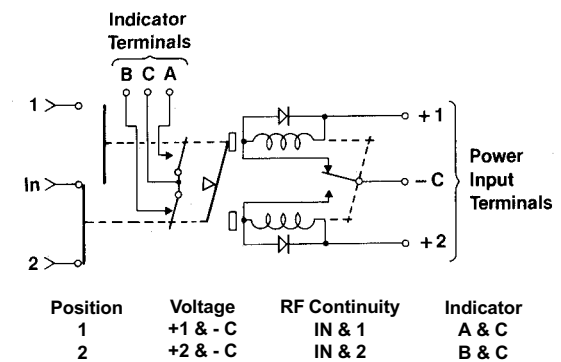 Indicator
Terminals
B C A
1
In
2
+ 1
– C
+ 2
Power
Input
Terminals
Position Voltage RF Continuity Indicator
1 +1 & - C IN & 1 A & C
2 +2 & - C IN & 2 B & C